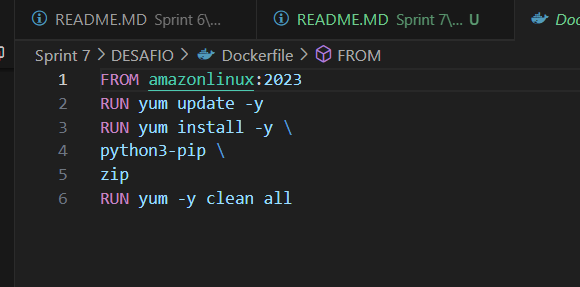 README.MD Sprint 6\... README.MD Sprint 7\... U Do
Sprint 7 > DESAFIO > Dockerfile > FROM
1 FROM amazonlinux:2023
2 RUN yum update -y
3 RUN yum install -y \
4 python3-pip \
5 zip
6 RUN yum -y clean all